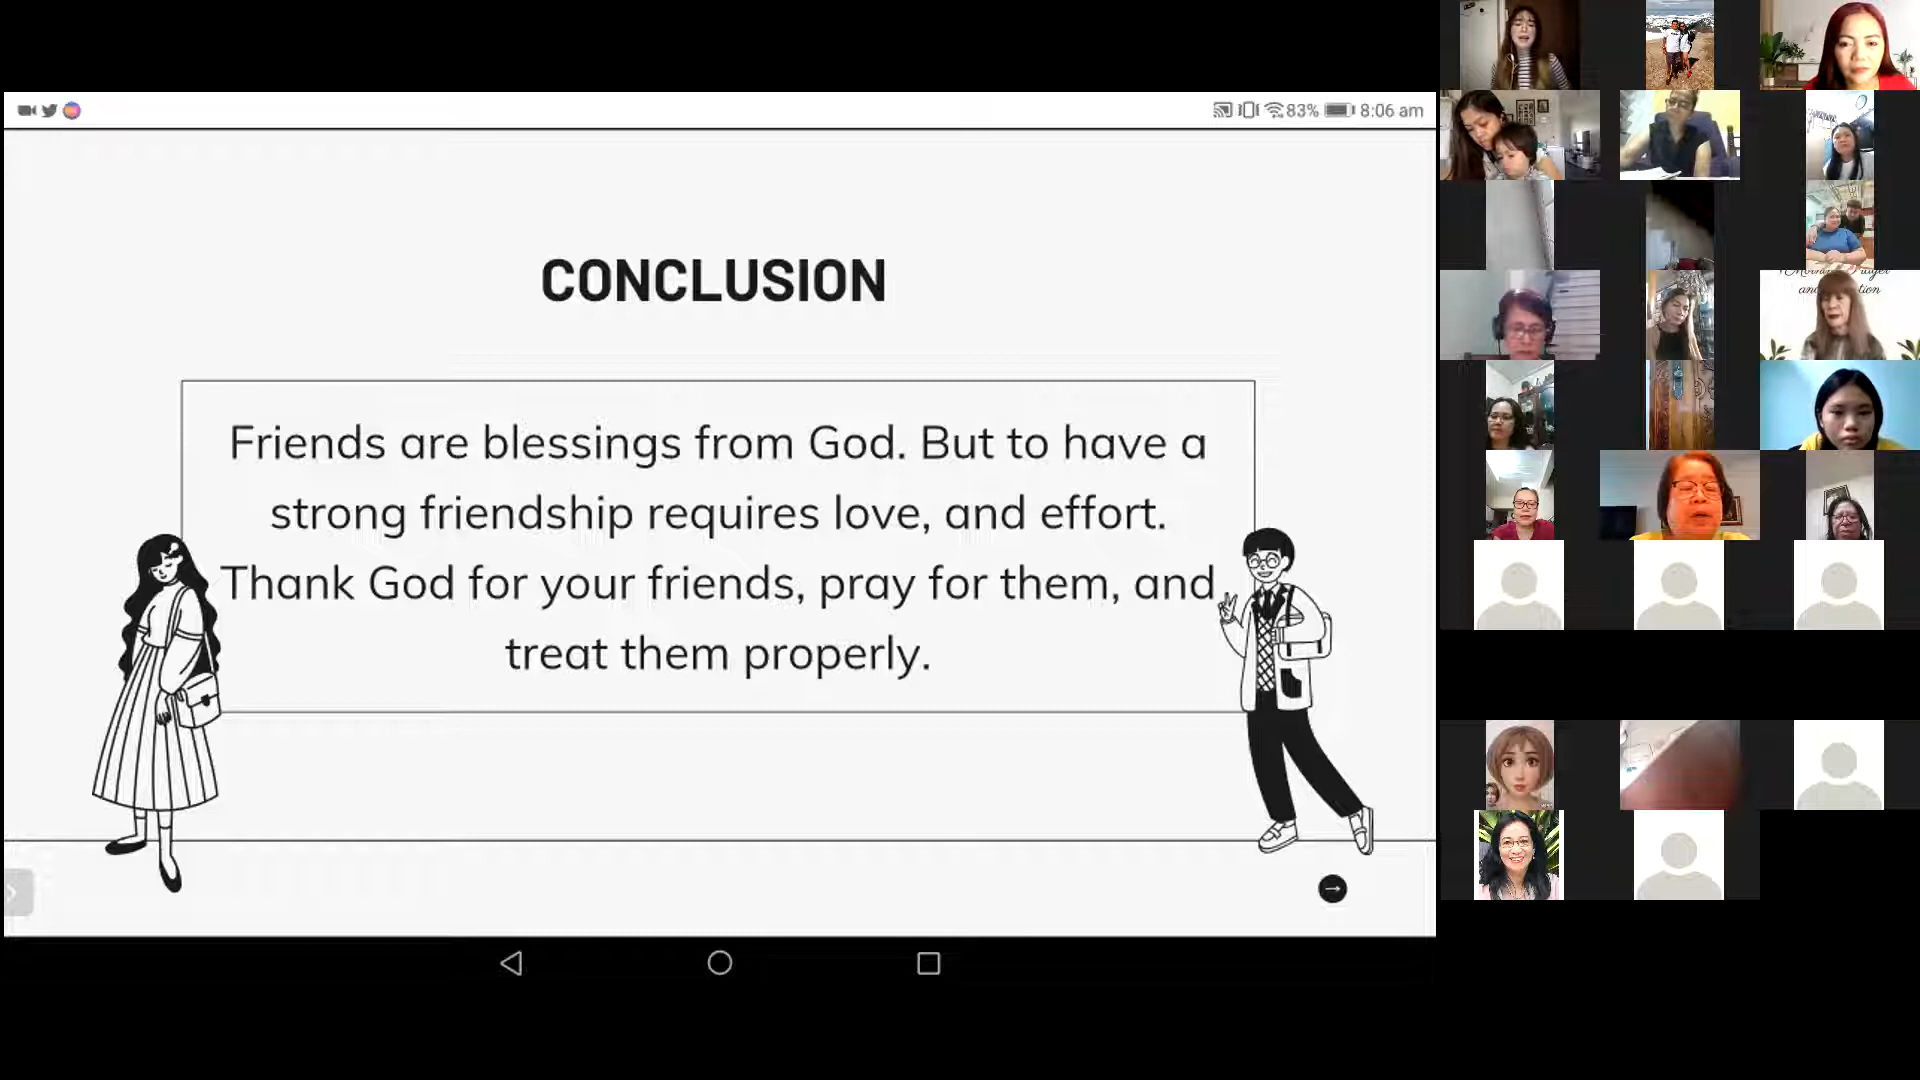 83% 8:06 am
CONCLUSION
Friends are blessings from God. But to have a
strong friendship requires love, and effort.
Thank God for your friends, pray for them, and
treat them properly.